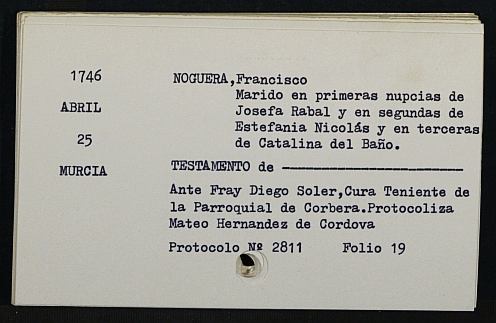 1746
ABRIL
25
MURCIA
NOGUERA,Francisco
Marido en primeras nupcias de
Josefa Rabal y en segundas de
Estefania Nicolás y en terceras
de Catalina del Baño.
TESTAMENTO de
Ante Fray Diego Soler,Cura Teniente de
la Parroquial de Corbera.Protocoliza
Mateo Hernandez de Cordova
Protocolo Nº 2811 Folio 19